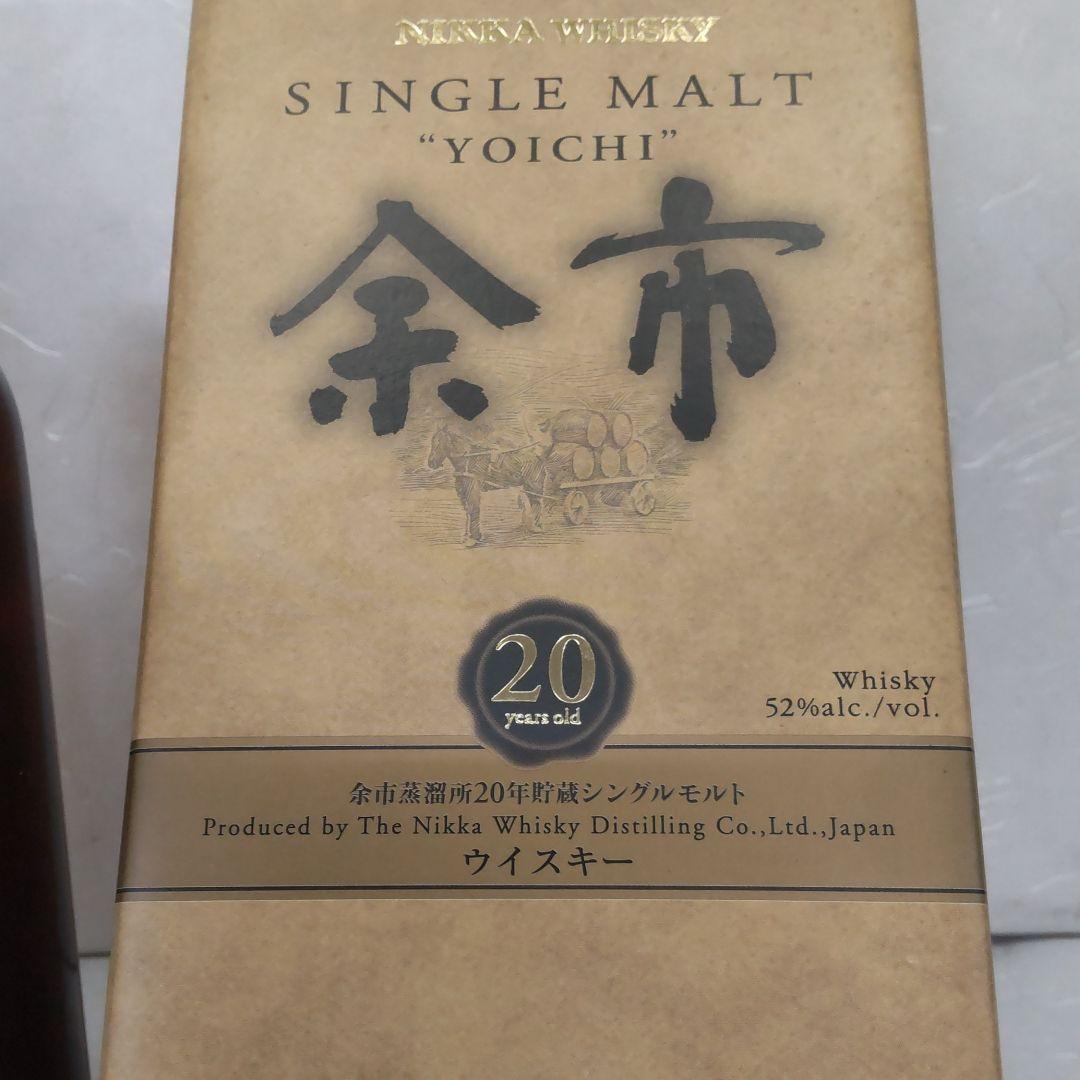 NIKKA WHISKY
SINGLE MALT
“YOICHI”
余市
20
years old
Whisky
52%alc./vol.
余市蒸溜所20年貯蔵シングルモルト
Produced by The Nikka Whisky Distilling Co.,Ltd.,Japan
ウイスキー